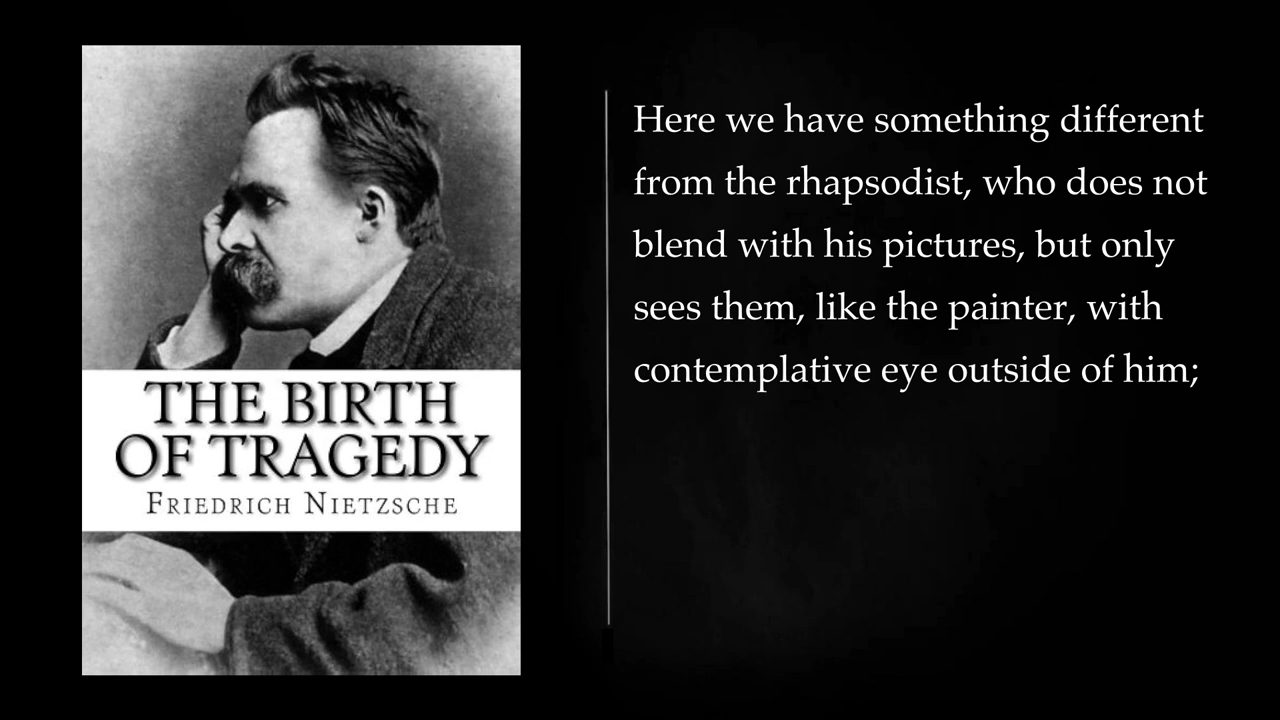 THE BIRTH
OF TRAGEDY
Friedrich Nietzsche
Here we have something different
from the rhapsodist, who does not
blend with his pictures, but only
sees them, like the painter, with
contemplative eye outside of him;